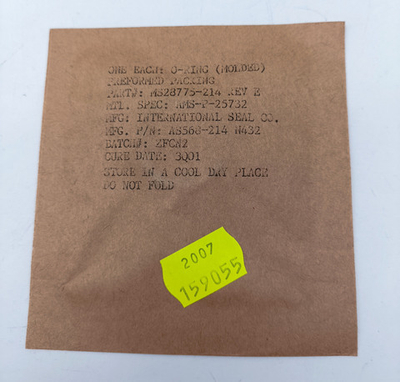 ONE EACH: O-RING (MOLDED)
PREFORMED PACKING
PART#: MS28775-214 REV E
MTL. SPEC: AMS-P-25732
MFG: INTERNATIONAL SEAL CO.
MFG. P/N: AS568-214 N432
BATCH#: ZFCN2
CURE DATE: 3Q01
STORE IN A COOL DRY PLACE
DO NOT FOLD
2007
159055